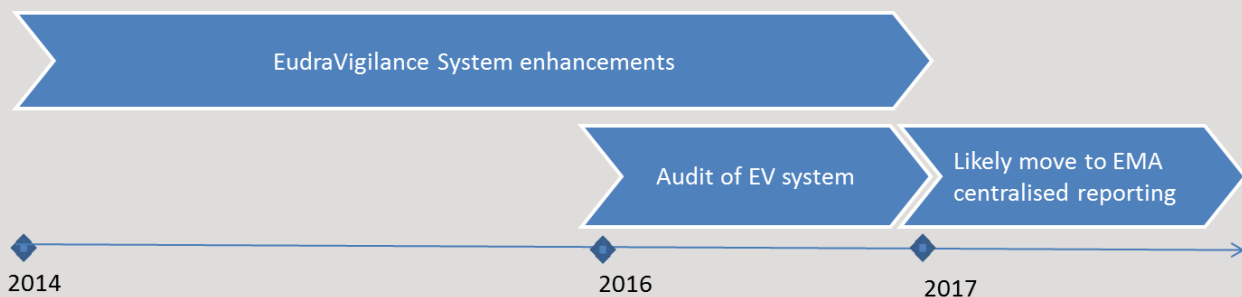 EudraVigilance System enhancements
Audit of EV system
Likely move to EMA
centralised reporting
2014
2016
2017